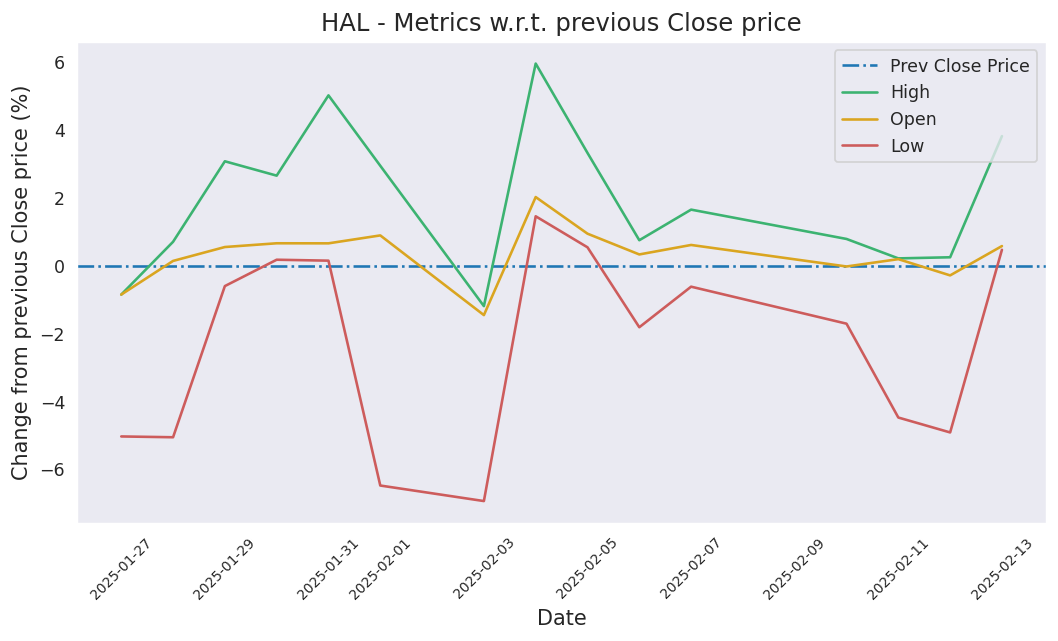 HAL - Metrics w.r.t. previous Close price
Change from previous Close price (%)
6
4
2
0
−2
−4
−6
Prev Close Price
High
Open
Low
2025-01-27
2025-01-29
2025-01-31
2025-02-01
2025-02-03
2025-02-05
2025-02-07
2025-02-09
2025-02-11
2025-02-13
Date